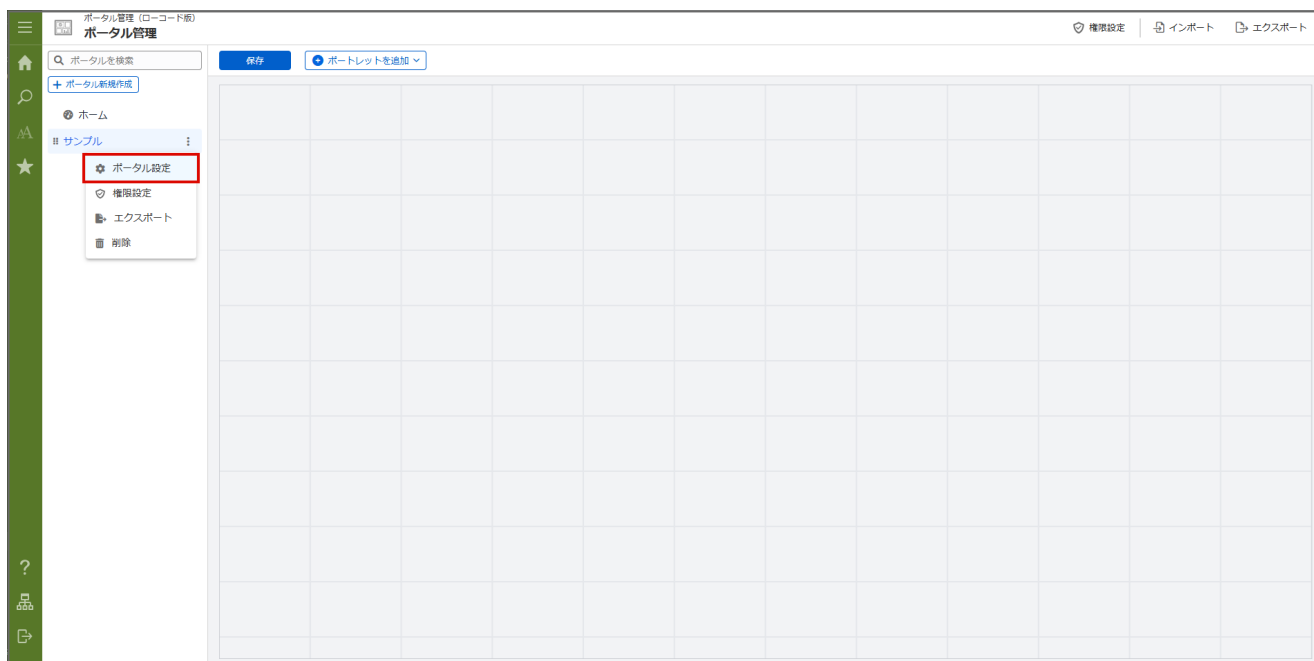 ポータル管理（ローコード版）
ポータル管理
権限設定
インポート
エクスポート
ポータルを検索
保存
ポートレットを追加
ポータル新規作成
ホーム
サンプル
ポータル設定
権限設定
エクスポート
削除